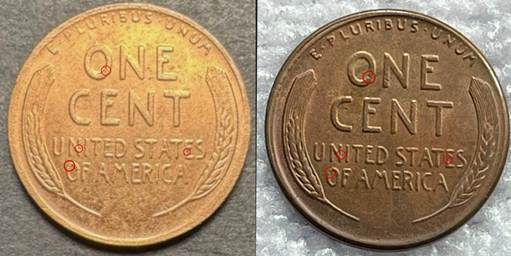 E · PLURIBUS · UNUM
ONE
CENT
UNITED STATES
OF AMERICA
E · PLURIBUS · UNUM
ONE
CENT
UNITED STATES
OF AMERICA